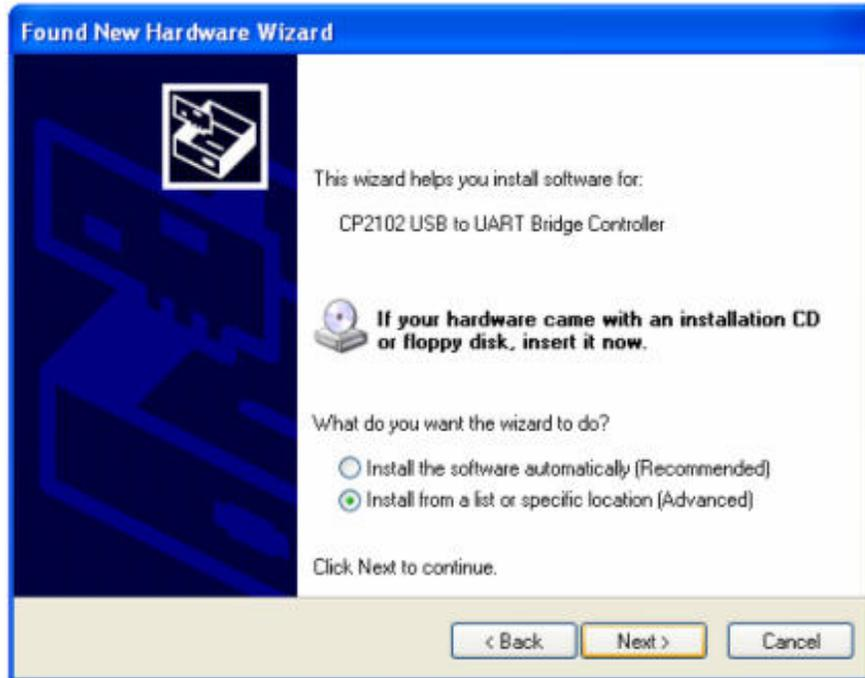 Found New Hardware Wizard
This wizard helps you install software for:
CP2102 USB to UART Bridge Controller
If your hardware came with an installation CD
or floppy disk, insert it now.
What do you want the wizard to do?
Install the software automatically (Recommended)
Install from a list or specific location (Advanced)
Click Next to continue.
< Back Next > Cancel